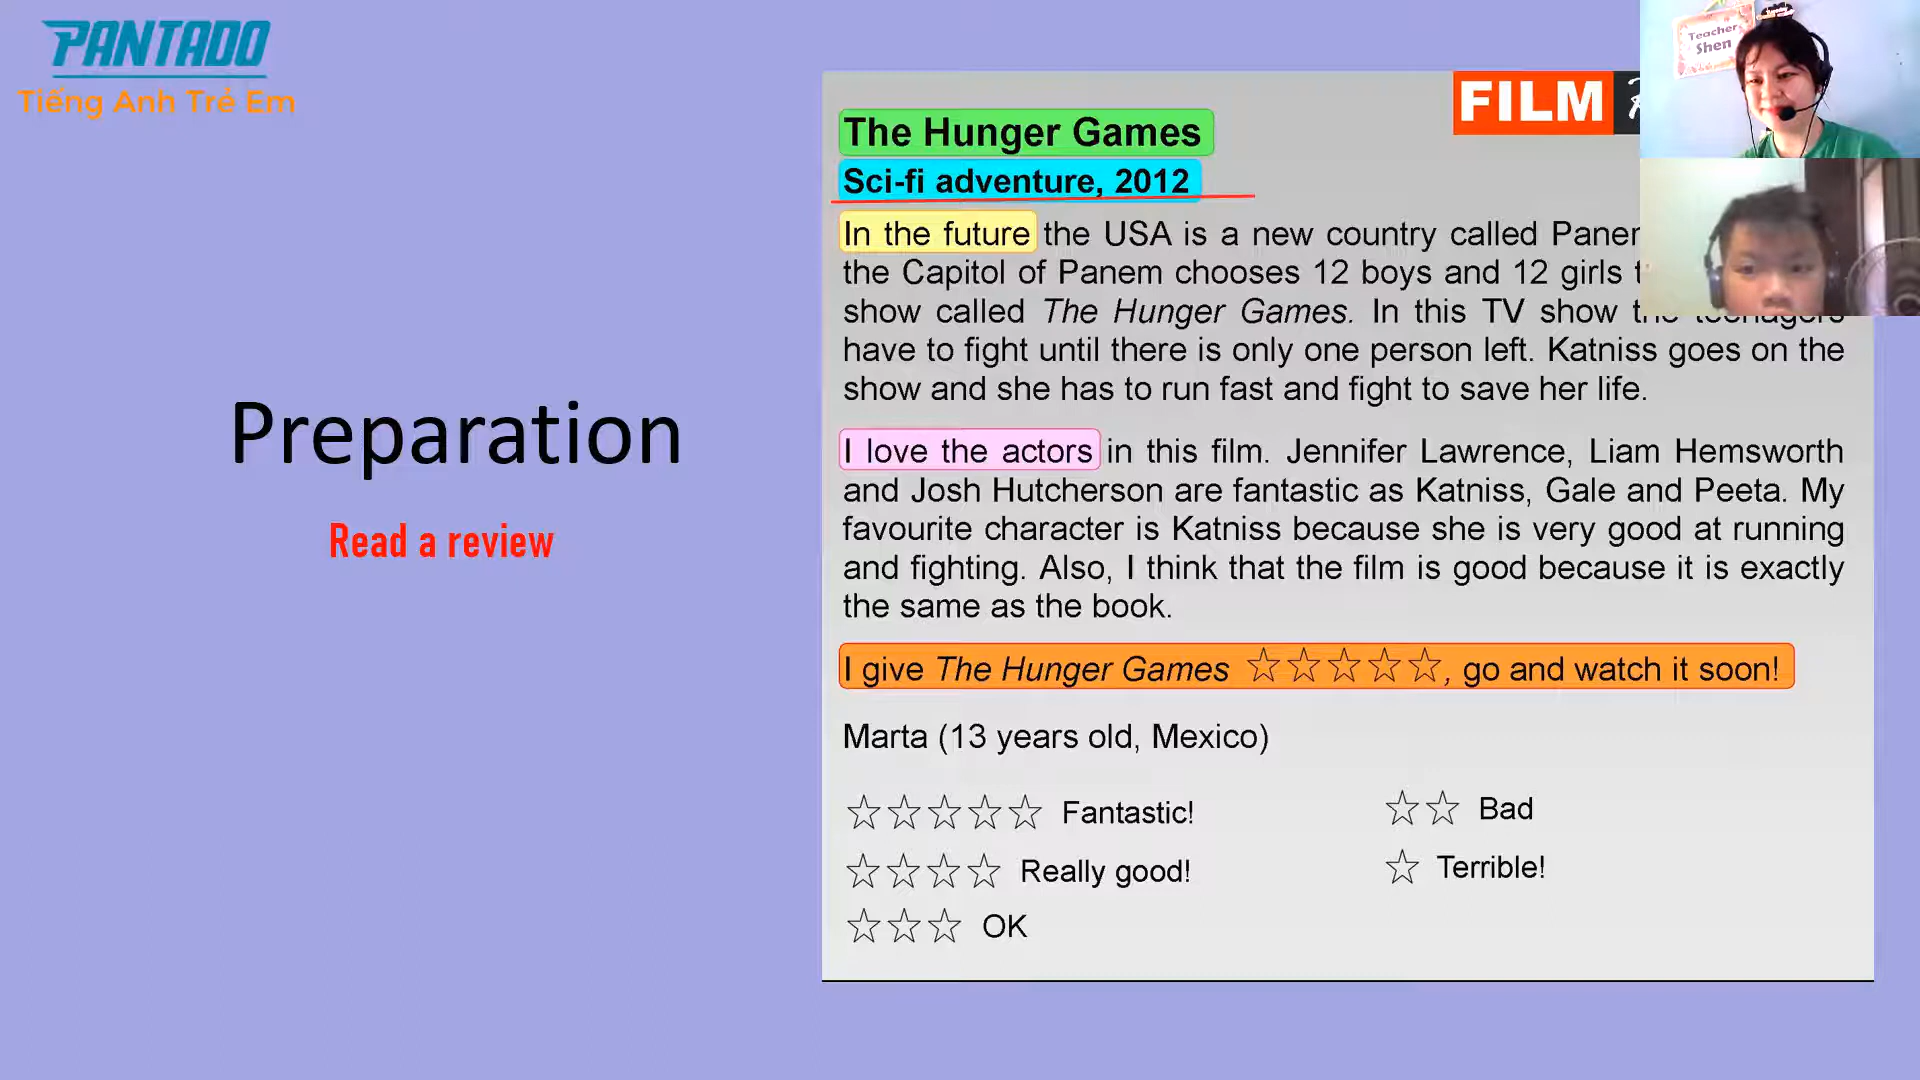 PANTADO
Tiếng Anh Trẻ Em
Teacher
Shen
FILM
The Hunger Games
Sci-fi adventure, 2012
In the future the USA is a new country called
the Capitol of Panem chooses 12 boys and 12 girls
show called The Hunger Games. In this TV show the teenagers
have to fight until there is only one person left. Katniss goes on the
show and she has to run fast and fight to save her life.
Preparation
Read a review
I love the actors in this film. Jennifer Lawrence, Liam Hemsworth
and Josh Hutcherson are fantastic as Katniss, Gale and Peeta. My
favourite character is Katniss because she is very good at running
and fighting. Also, I think that the film is good because it is exactly
the same as the book.
I give The Hunger Games ☆☆☆☆☆, go and watch it soon!
Marta (13 years old, Mexico)
☆☆☆☆☆ Fantastic!
☆☆ Bad
☆☆☆☆ Really good!
☆ Terrible!
☆☆☆ OK